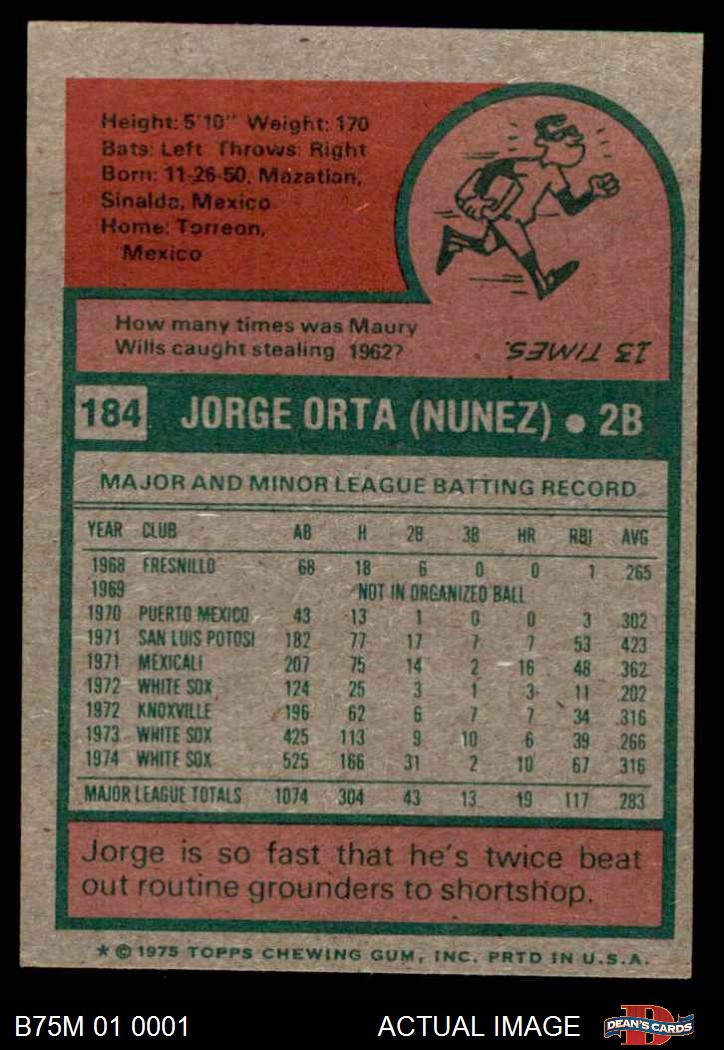 Height: 5'10" Weight: 170
Bats: Left Throws: Right
Born: 11-26-50, Mazatlan,
Sinaloa, Mexico
Home: Torreon,
Mexico
How many times was Maury
Wills caught stealing 1962?
13 TIMES.
184 JORGE ORTA (NUNEZ) ● 2B
MAJOR AND MINOR LEAGUE BATTING RECORD
YEAR CLUB AB H 2B 3B HR RBI AVG
1968 FRESNILLO 68 18 6 0 0 1 265
1969 NOT IN ORGANIZED BALL
1970 PUERTO MEXICO 43 13 1 0 0 3 .302
1971 SAN LUIS POTOSI 182 77 17 7 7 53 .423
1971 MEXICALI 207 75 14 2 16 48 .362
1972 WHITE SOX 124 25 3 1 3 11 .202
1972 KNOXVILLE 196 62 6 7 7 34 .316
1973 WHITE SOX 425 113 9 10 6 39 .266
1974 WHITE SOX 525 166 31 2 10 67 .316
MAJOR LEAGUE TOTALS 1074 304 43 13 19 117 .283
Jorge is so fast that he's twice beat
out routine grounders to shortshop.
* © 1975 TOPPS CHEWING GUM, INC. PRTD IN U.S.A.
B75M 01 0001 ACTUAL IMAGE DEAN'S CARDS